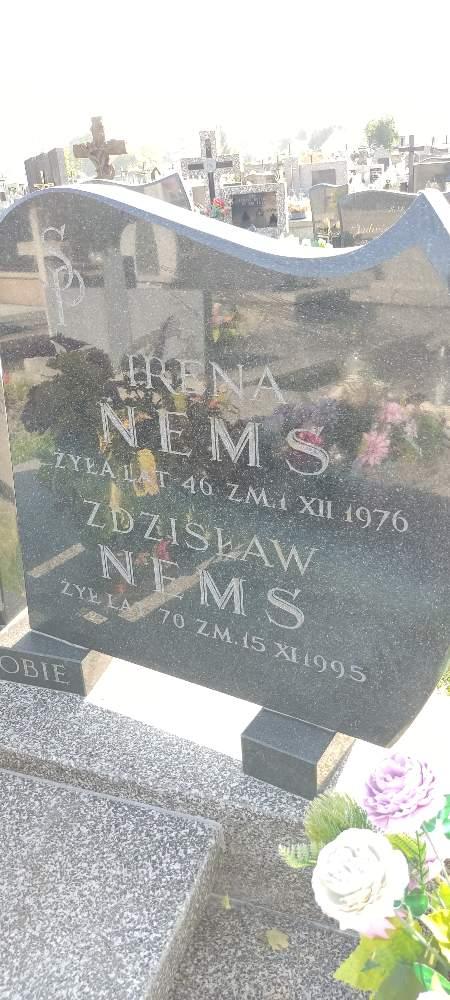 ŚP
IRENA
NEMS
ŻYŁA LAT 46 ZM. 1 XII 1976
ZDZISŁAW
NEMS
ŻYŁ LAT 70 ZM. 15 XI 1995
OBIE